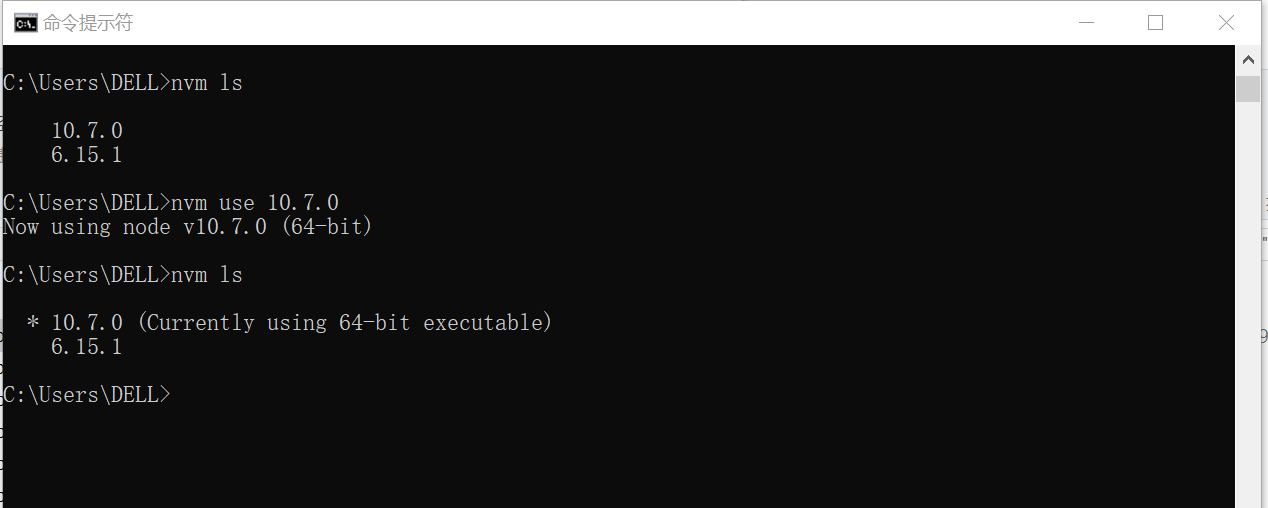 命令提示符
C:\Users\DELL>nvm ls
10.7.0
6.15.1
C:\Users\DELL>nvm use 10.7.0
Now using node v10.7.0 (64-bit)
C:\Users\DELL>nvm ls
* 10.7.0 (Currently using 64-bit executable)
6.15.1
C:\Users\DELL>